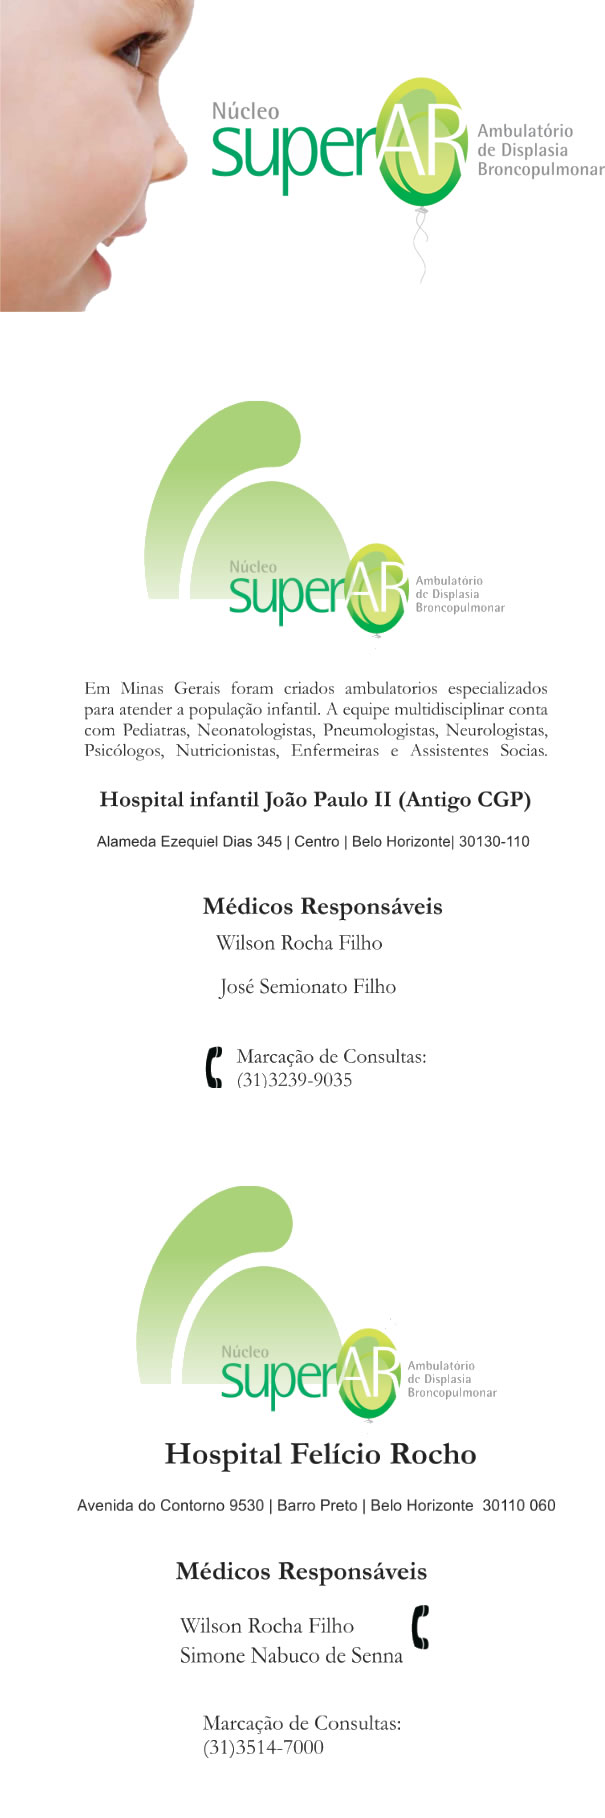 Núcleo
superAR
Ambulatório
de Displasia
Broncopulmonar
Núcleo
superAR
Ambulatório
de Displasia
Broncopulmonar
Em Minas Gerais foram criados ambulatorios especializados
para atender a população infantil. A equipe multidisciplinar conta
com Pediatras, Neonatologistas, Pneumologistas, Neurologistas,
Psicólogos, Nutricionistas, Enfermeiras e Assistentes Socias.
Hospital infantil João Paulo II (Antigo CGP)
Alameda Ezequiel Dias 345 | Centro | Belo Horizonte| 30130-110
Médicos Responsáveis
Wilson Rocha Filho
José Semionato Filho
Marcação de Consultas:
(31)3239-9035
Núcleo
superAR
Ambulatório
de Displasia
Broncopulmonar
Hospital Felício Rocho
Avenida do Contorno 9530 | Barro Preto | Belo Horizonte 30110 060
Médicos Responsáveis
Wilson Rocha Filho
Simone Nabuco de Senna
Marcação de Consultas:
(31)3514-7000